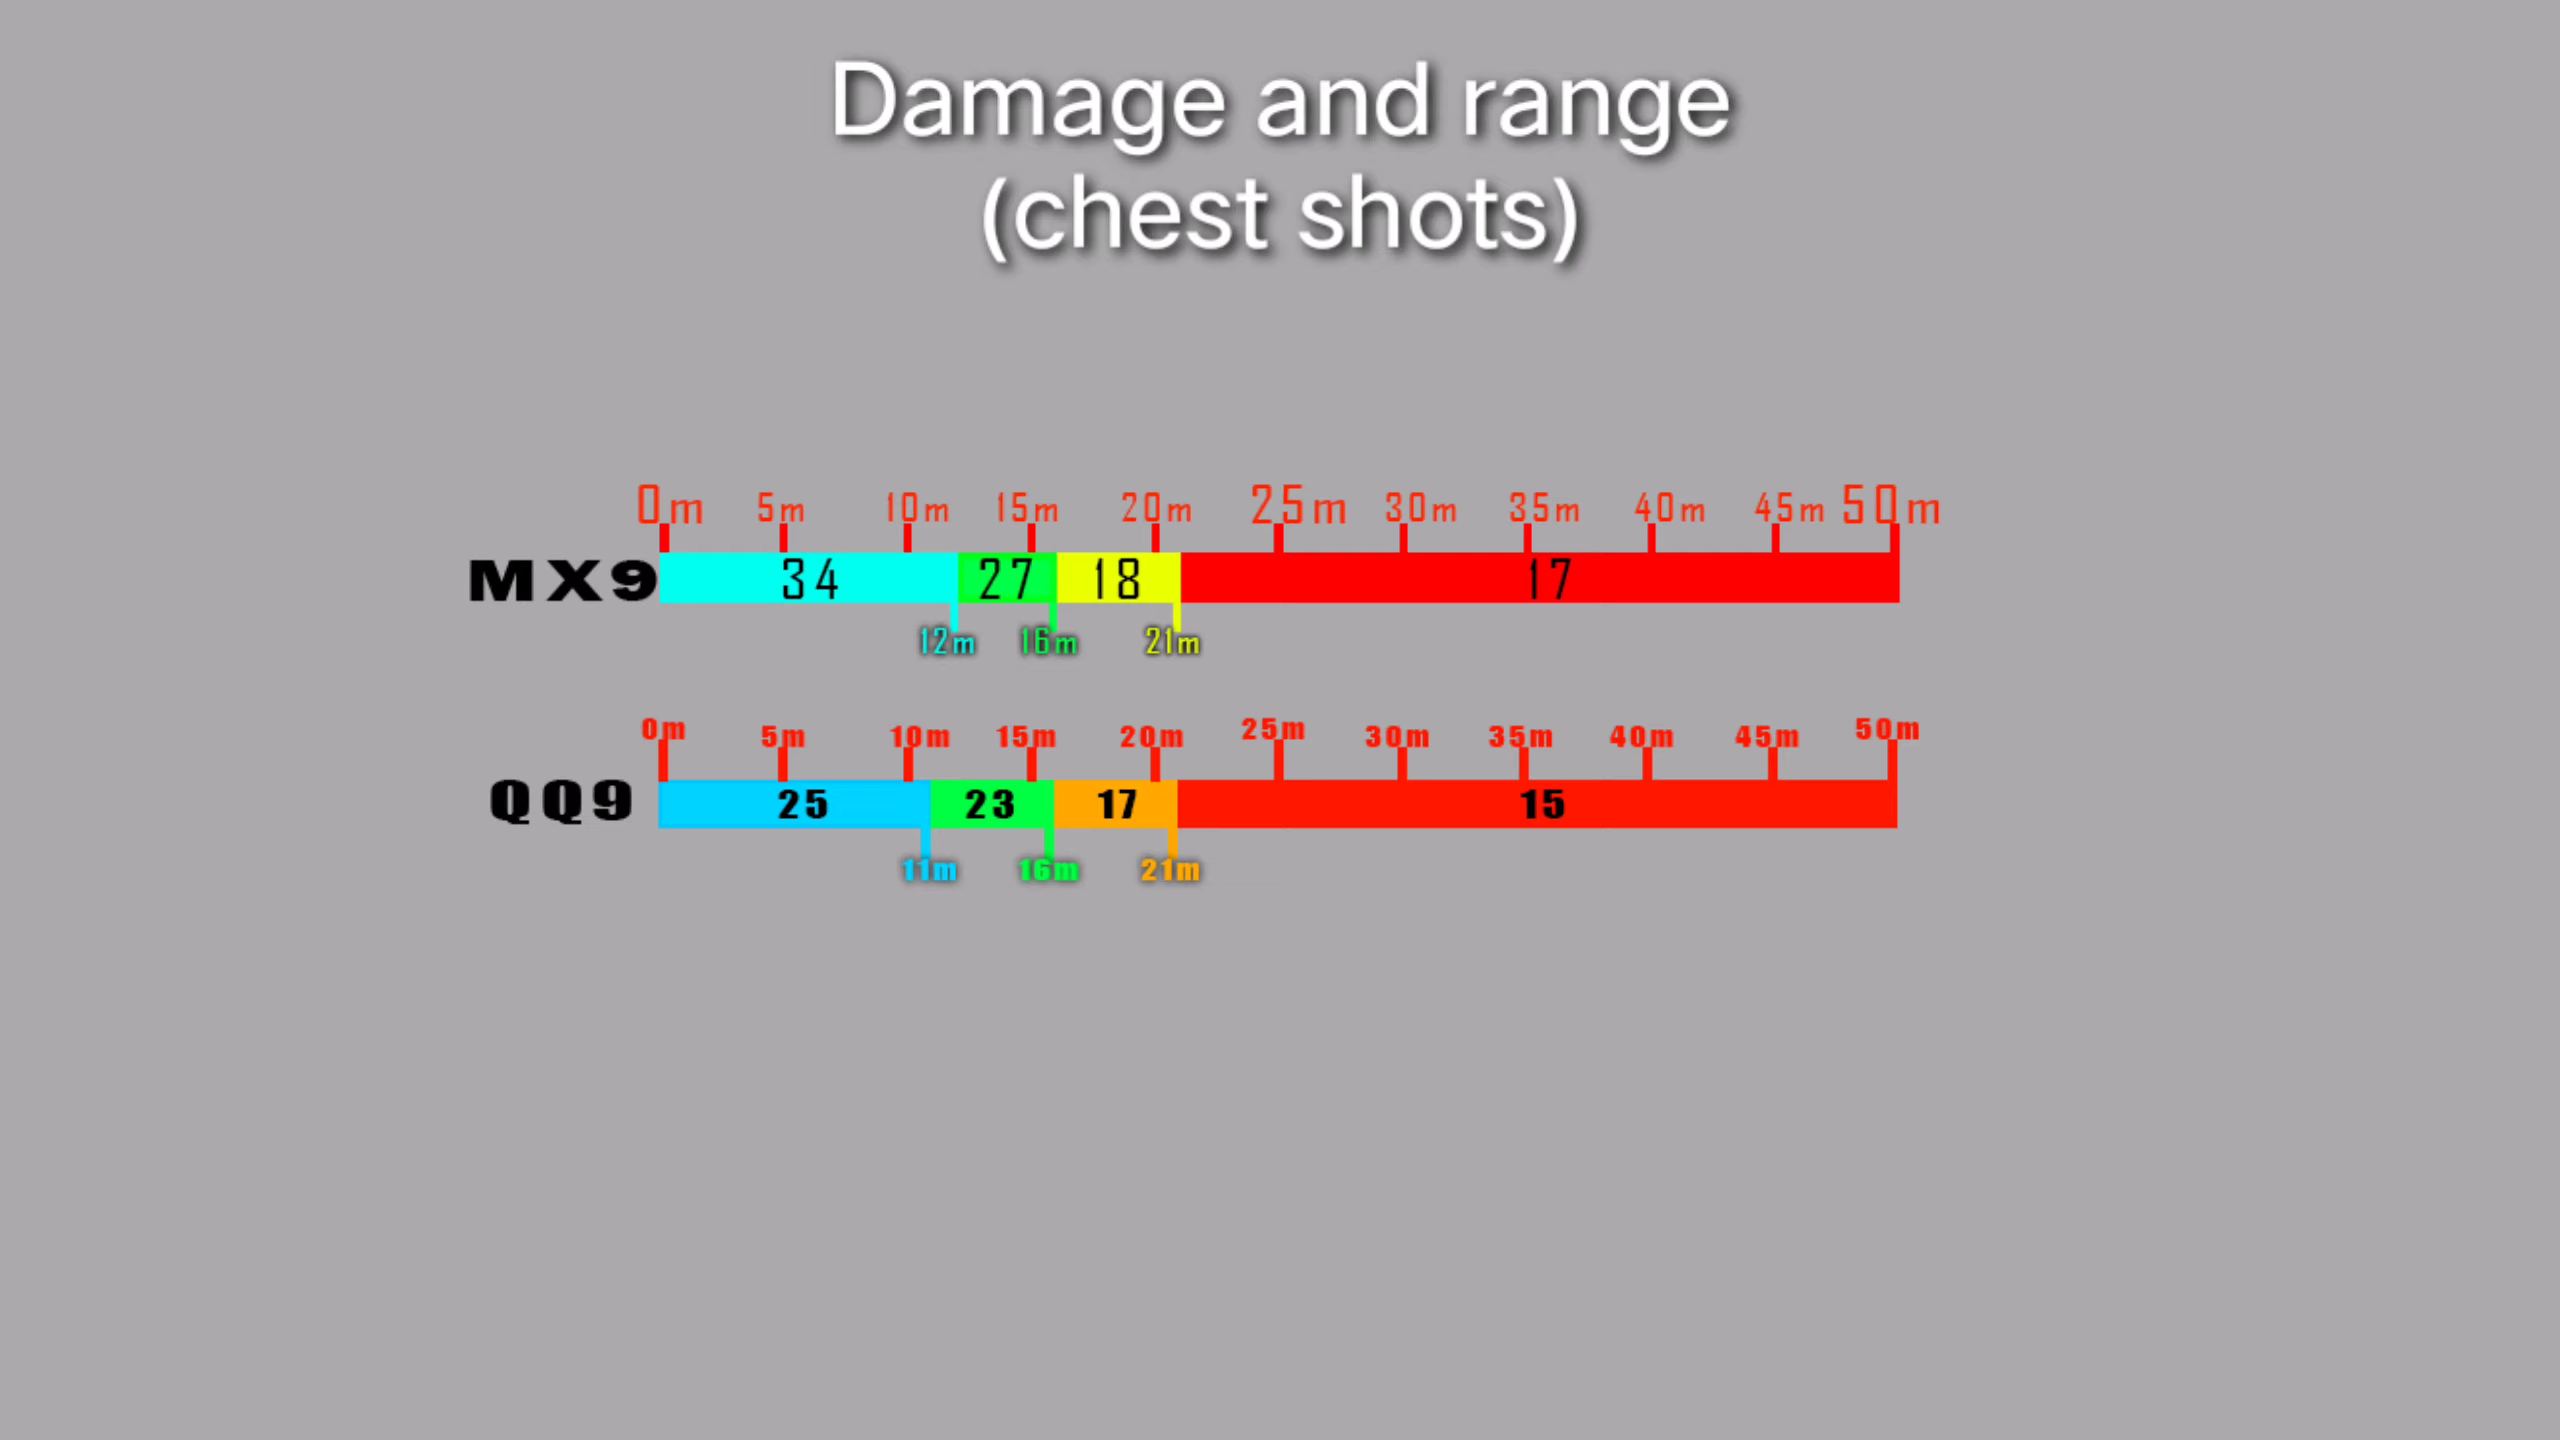 Damage and range
(chest shots)
0m 5m 10m 15m 20m 25m 30m 35m 40m 45m 50m
MX9 34 27 18 17
12m 16m 21m
0m 5m 10m 15m 20m 25m 30m 35m 40m 45m 50m
QQ9 25 23 17 15
11m 16m 21m